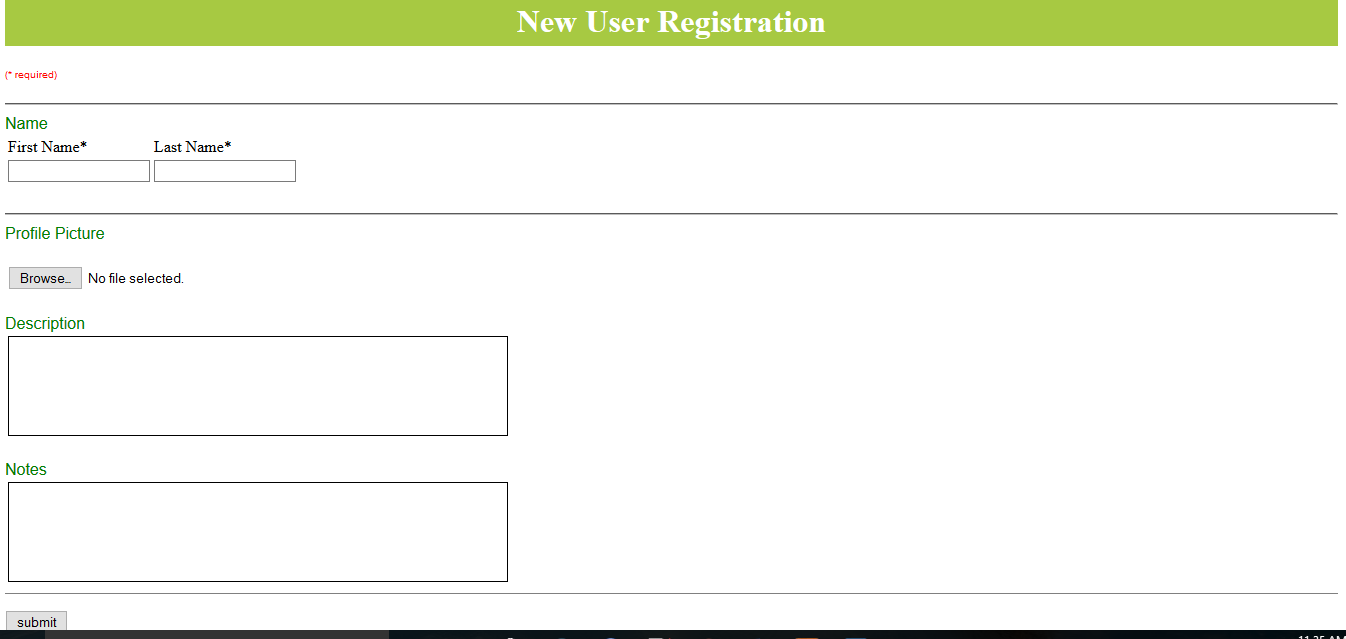 New User Registration
(* required)
Name
First Name* Last Name*
Profile Picture
Browse... No file selected.
Description
Notes
submit